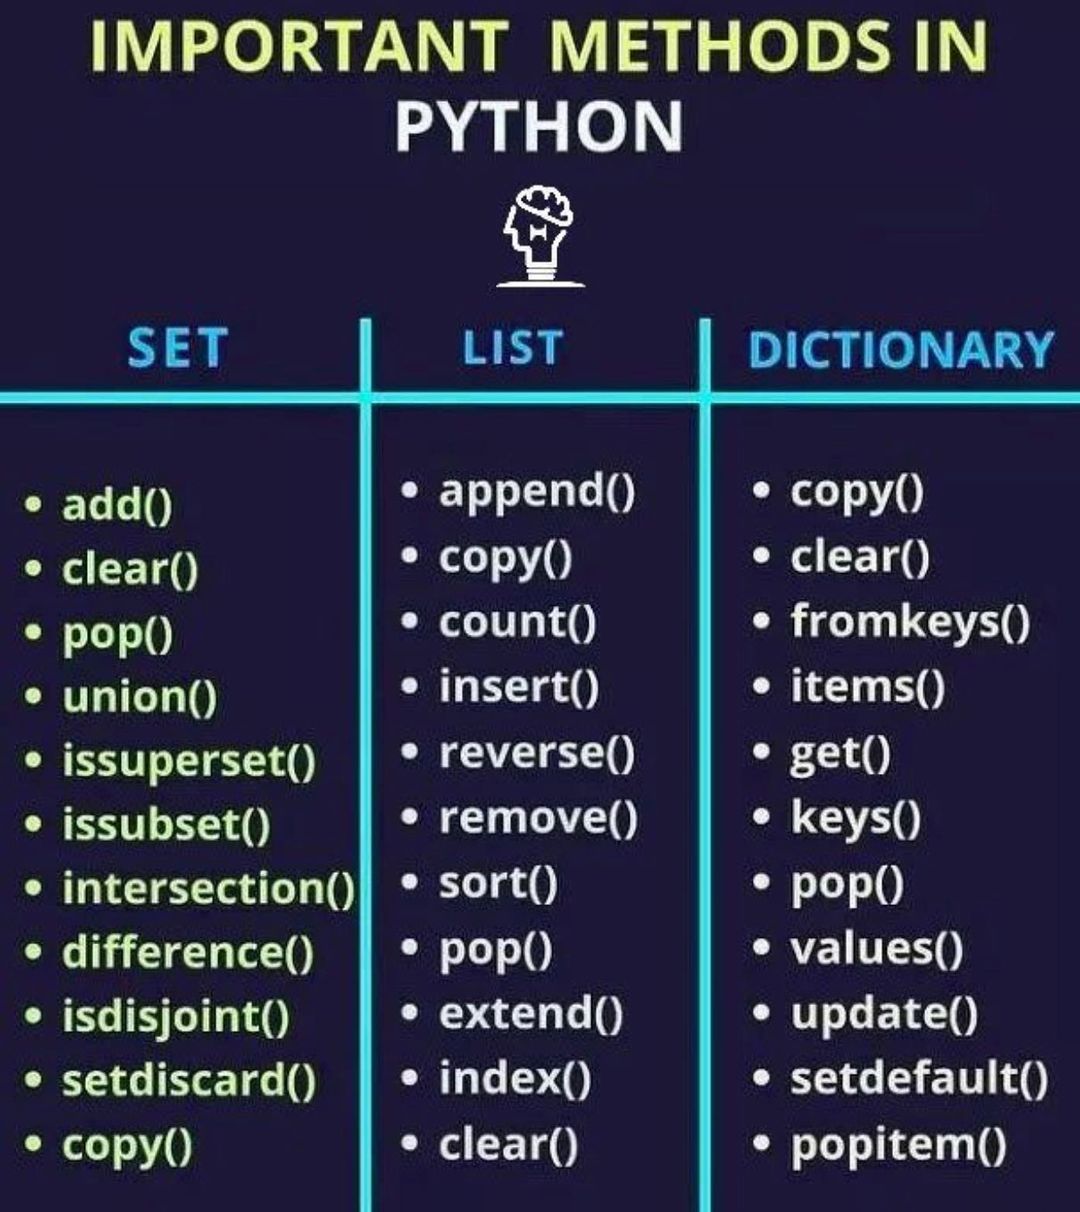 IMPORTANT METHODS IN
PYTHON
SET
LIST
DICTIONARY
• add()
• clear()
• pop()
• union()
• issuperset()
• issubset()
• intersection()
• difference()
• isdisjoint()
• setdiscard()
• copy()
• append()
• copy()
• count()
• insert()
• reverse()
• remove()
• sort()
• pop()
• extend()
• index()
• clear()
• copy()
• clear()
• fromkeys()
• items()
• get()
• keys()
• pop()
• values()
• update()
• setdefault()
• popitem()